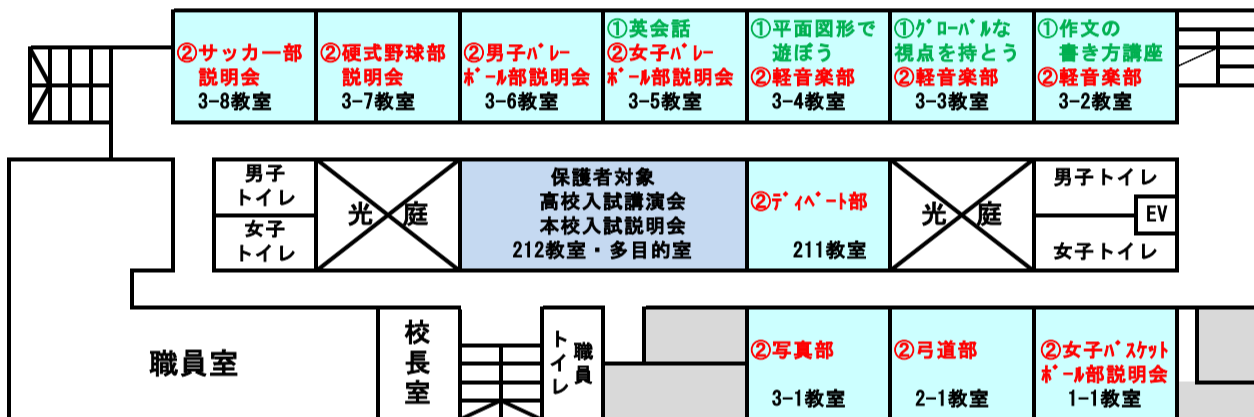 ②サッカー部
説明会
3-8教室
②硬式野球部
説明会
3-7教室
②男子ﾊﾞﾚｰ
ﾎﾞｰﾙ部説明会
3-6教室
①英会話
②女子ﾊﾞﾚｰ
ﾎﾞｰﾙ部説明会
3-5教室
①平面図形で
遊ぼう
②軽音楽部
3-4教室
①ｸﾞﾛｰﾊﾞﾙな
視点を持とう
②軽音楽部
3-3教室
①作文の
書き方講座
②軽音楽部
3-2教室
男子
トイレ
女子
トイレ
光庭
保護者対象
高校入試講演会
本校入試説明会
212教室・多目的室
②ﾃﾞｨﾍﾞｰﾄ部
211教室
光庭
男子トイレ
EV
女子トイレ
職員室
校長室
職員
トイレ
②写真部
3-1教室
②弓道部
2-1教室
②女子ﾊﾞｽｹｯﾄ
ﾎﾞｰﾙ部説明会
1-1教室